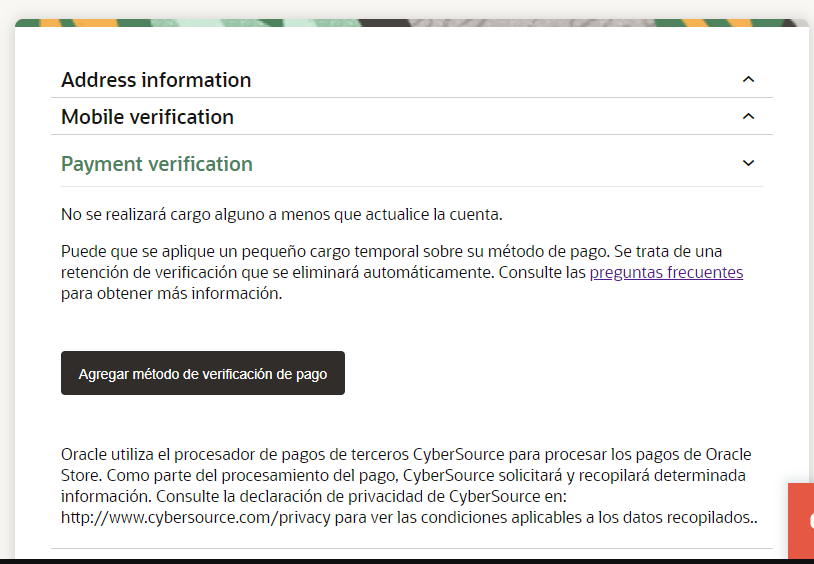 Address information
Mobile verification
Payment verification
No se realizará cargo alguno a menos que actualice la cuenta.
Puede que se aplique un pequeño cargo temporal sobre su método de pago. Se trata de una
retención de verificación que se eliminará automáticamente. Consulte las preguntas frecuentes
para obtener más información.
Agregar método de verificación de pago
Oracle utiliza el procesador de pagos de terceros CyberSource para procesar los pagos de Oracle
Store. Como parte del procesamiento del pago, CyberSource solicitará y recopilará determinada
información. Consulte la declaración de privacidad de CyberSource en:
http://www.cybersource.com/privacy para ver las condiciones aplicables a los datos recopilados..